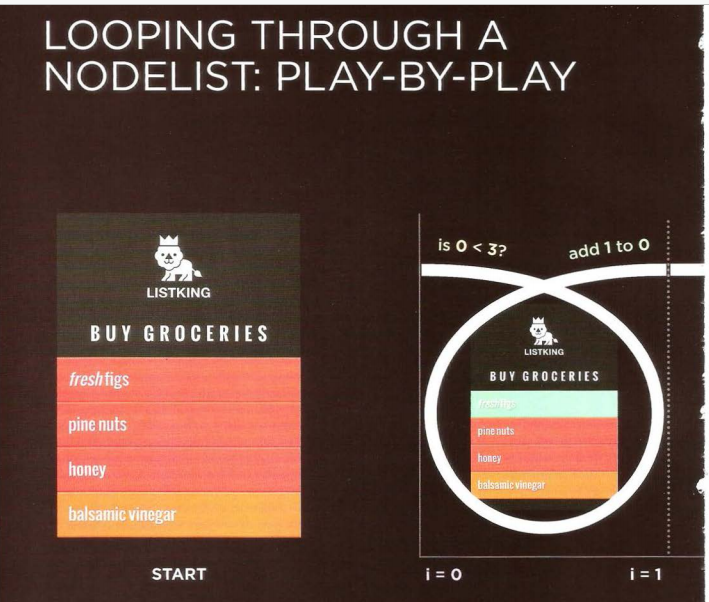 LOOPING THROUGH A
NODELIST: PLAY-BY-PLAY
LISTKING
BUY GROCERIES
fresh figs
pine nuts
honey
balsamic vinegar
START
is 0 < 3?
add 1 to 0
LISTKING
BUY GROCERIES
fresh figs
pine nuts
honey
balsamic vinegar
i = 0
i = 1